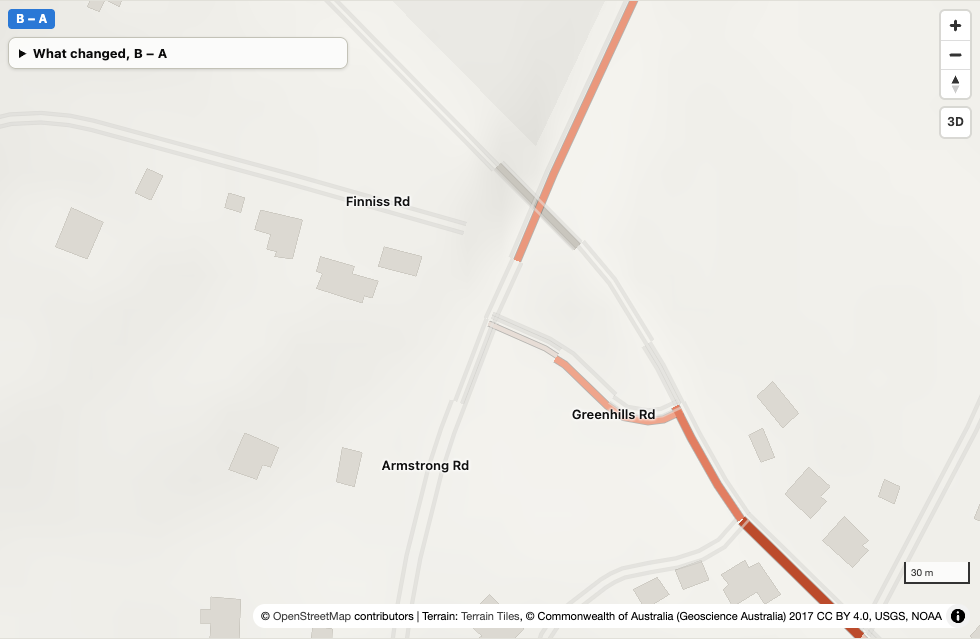 B – A
▶ What changed, B – A
+
−
3D
Finniss Rd
Greenhills Rd
Armstrong Rd
30 m
© OpenStreetMap contributors | Terrain: Terrain Tiles, © Commonwealth of Australia (Geoscience Australia) 2017 CC BY 4.0, USGS, NOAA